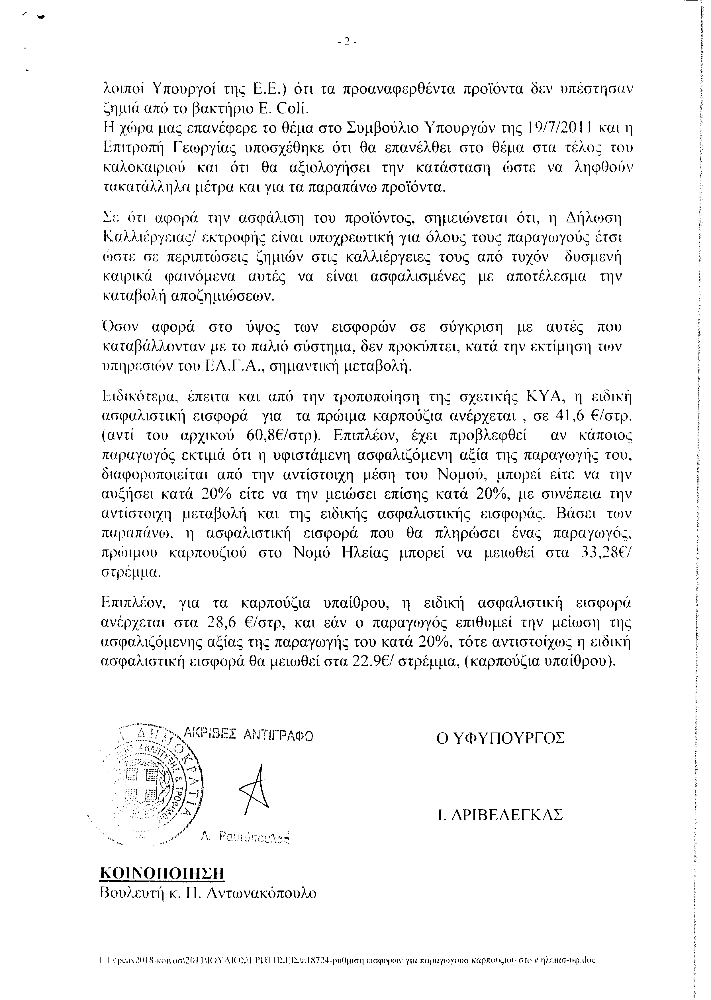 - 2 -
λοιποί Υπουργοί της Ε.Ε.) ότι τα προαναφερθέντα προϊόντα δεν υπέστησαν
ζημιά από το βακτήριο E. Coli.
Η χώρα μας επανέφερε το θέμα στο Συμβούλιο Υπουργών της 19/7/2011 και η
Επιτροπή Γεωργίας υποσχέθηκε ότι θα επανέλθει στο θέμα στα τέλος του
καλοκαιριού και ότι θα αξιολογήσει την κατάσταση ώστε να ληφθούν
τακατάλληλα μέτρα και για τα παραπάνω προϊόντα.
Σε ότι αφορά την ασφάλιση του προϊόντος, σημειώνεται ότι, η Δήλωση
Καλλιέργειας/ εκτροφής είναι υποχρεωτική για όλους τους παραγωγούς έτσι
ώστε σε περιπτώσεις ζημιών στις καλλιέργειες τους από τυχόν δυσμενή
καιρικά φαινόμενα αυτές να είναι ασφαλισμένες με αποτέλεσμα την
καταβολή αποζημιώσεων.
Όσον αφορά στο ύψος των εισφορών σε σύγκριση με αυτές που
καταβάλλονταν με το παλιό σύστημα, δεν προκύπτει, κατά την εκτίμηση των
υπηρεσιών του ΕΛ.Γ.Α., σημαντική μεταβολή.
Ειδικότερα, έπειτα και από την τροποποίηση της σχετικής ΚΥΑ, η ειδική
ασφαλιστική εισφορά για τα πρώιμα καρπούζια ανέρχεται , σε 41,6 €/στρ.
(αντί του αρχικού 60,8€/στρ). Επιπλέον, έχει προβλεφθεί αν κάποιος
παραγωγός εκτιμά ότι η υφιστάμενη ασφαλιζόμενη αξία της παραγωγής του,
διαφοροποιείται από την αντίστοιχη μέση του Νομού, μπορεί είτε να την
αυξήσει κατά 20% είτε να την μειώσει επίσης κατά 20%, με συνέπεια την
αντίστοιχη μεταβολή και της ειδικής ασφαλιστικής εισφοράς. Βάσει των
παραπάνω, η ασφαλιστική εισφορά που θα πληρώσει ένας παραγωγός,
πρώιμου καρπουζιού στο Νομό Ηλείας μπορεί να μειωθεί στα 33,28€/
στρέμμα.
Επιπλέον, για τα καρπούζια υπαίθρου, η ειδική ασφαλιστική εισφορά
ανέρχεται στα 28,6 €/στρ, και εάν ο παραγωγός επιθυμεί την μείωση της
ασφαλιζόμενης αξίας της παραγωγής του κατά 20%, τότε αντιστοίχως η ειδική
ασφαλιστική εισφορά θα μειωθεί στα 22.9€/ στρέμμα, (καρπούζια υπαίθρου).
ΑΚΡΙΒΕΣ ΑΝΤΙΓΡΑΦΟ
Ο ΥΦΥΠΟΥΡΓΟΣ
ΔΗΜΟΚΡΑΤΙΑ
ΑΝΑΠΤΥΞΗΣ & ΤΡΟΦΙΜΩΝ
Ι. ΔΡΙΒΕΛΕΓΚΑΣ
Α. Ραυτόπουλος
ΚΟΙΝΟΠΟΙΗΣΗ
Βουλευτή κ. Π. Αντωνακόπουλο
18724-ρυθμιση εισφορων για παραγωγουσ καρπουζιου στο ν ηλειασ-υφ.doc